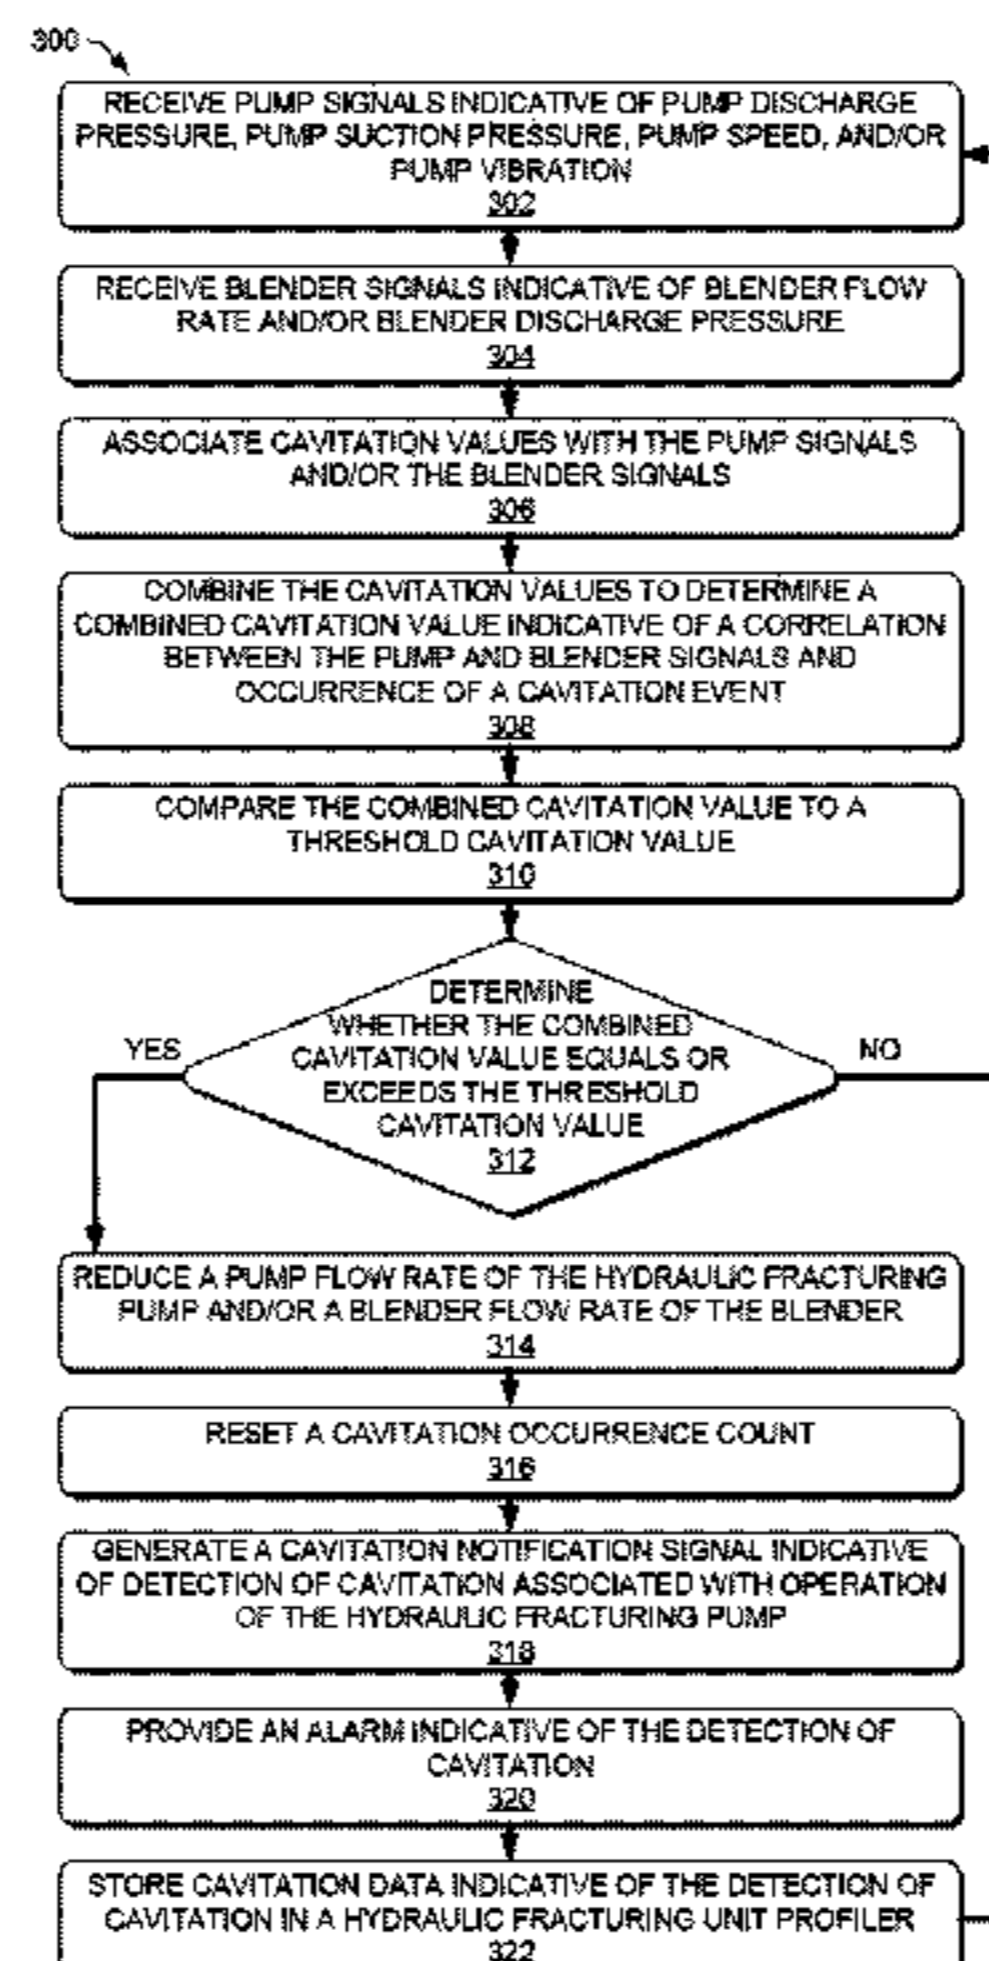 300
RECEIVE PUMP SIGNALS INDICATIVE OF PUMP DISCHARGE
PRESSURE, PUMP SUCTION PRESSURE, PUMP SPEED, AND/OR
PUMP VIBRATION
302
RECEIVE BLENDER SIGNALS INDICATIVE OF BLENDER FLOW
RATE AND/OR BLENDER DISCHARGE PRESSURE
304
ASSOCIATE CAVITATION VALUES WITH THE PUMP SIGNALS
AND/OR THE BLENDER SIGNALS
306
COMBINE THE CAVITATION VALUES TO DETERMINE A
COMBINED CAVITATION VALUE INDICATIVE OF A CORRELATION
BETWEEN THE PUMP AND BLENDER SIGNALS AND
OCCURRENCE OF A CAVITATION EVENT
308
COMPARE THE COMBINED CAVITATION VALUE TO A
THRESHOLD CAVITATION VALUE
310
DETERMINE
WHETHER THE COMBINED
CAVITATION VALUE EQUALS OR
EXCEEDS THE THRESHOLD
CAVITATION VALUE
312
YES
NO
REDUCE A PUMP FLOW RATE OF THE HYDRAULIC FRACTURING
PUMP AND/OR A BLENDER FLOW RATE OF THE BLENDER
314
RESET A CAVITATION OCCURRENCE COUNT
316
GENERATE A CAVITATION NOTIFICATION SIGNAL INDICATIVE
OF DETECTION OF CAVITATION ASSOCIATED WITH OPERATION
OF THE HYDRAULIC FRACTURING PUMP
318
PROVIDE AN ALARM INDICATIVE OF THE DETECTION OF
CAVITATION
320
STORE CAVITATION DATA INDICATIVE OF THE DETECTION OF
CAVITATION IN A HYDRAULIC FRACTURING UNIT PROFILER
322